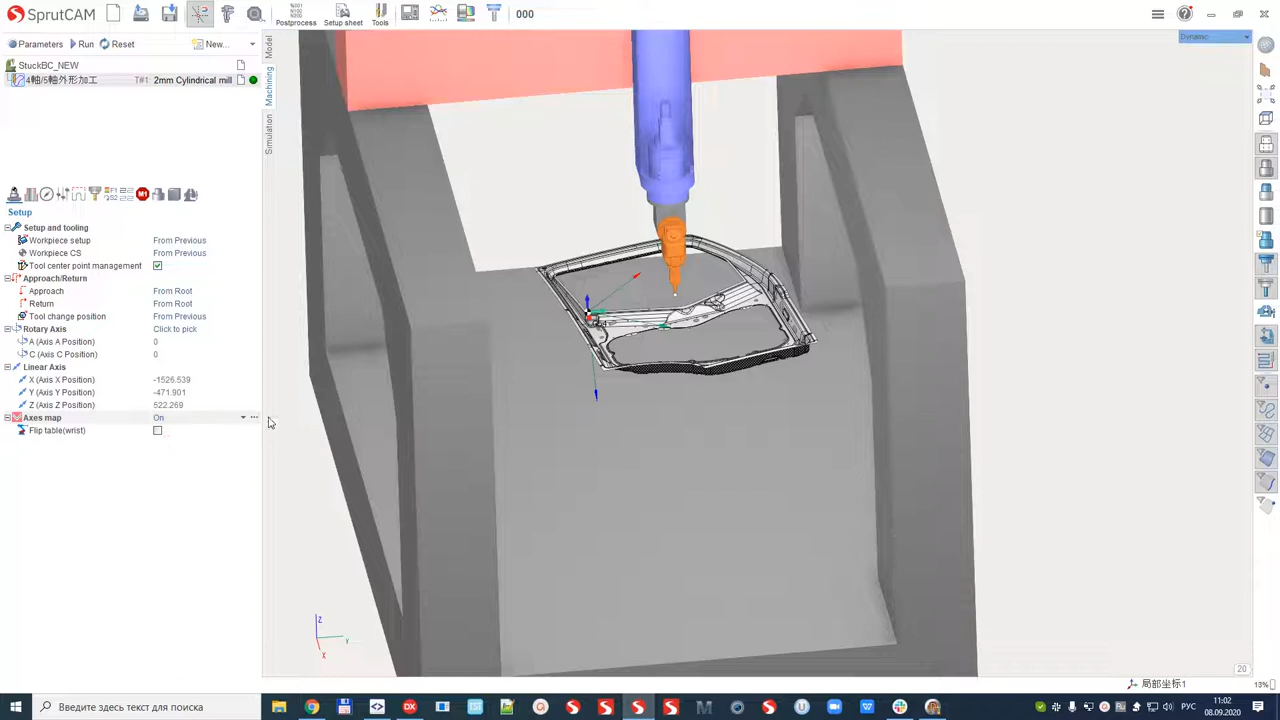 SprutCAM
%001
N100
N200
Postprocess
Setup sheet
Tools
000
Parameters
Run
Reset
New...
StuckBC_NEW
4軸/5軸外形加工 T#1: 2mm Cylindrical mill
Model
Machining
Simulation
Dynamic
Setup
Setup and tooling
Workpiece setup From Previous
Workpiece CS From Previous
Tool center point management
Approach/Return
Approach From Root
Return From Root
Tool change position From Previous
Rotary Axis Click to pick
A (Axis A Position) 0
C (Axis C Position) 0
Linear Axis
X (Axis X Position) -1526.539
Y (Axis Y Position) -471.901
Z (Axis Z Position) 522.269
Axes map On
Flip table(wrist)
Z
Y
X
20
局部坐标1
13%
Введите здесь текст для поиска
РУС
11:02
08.09.2020